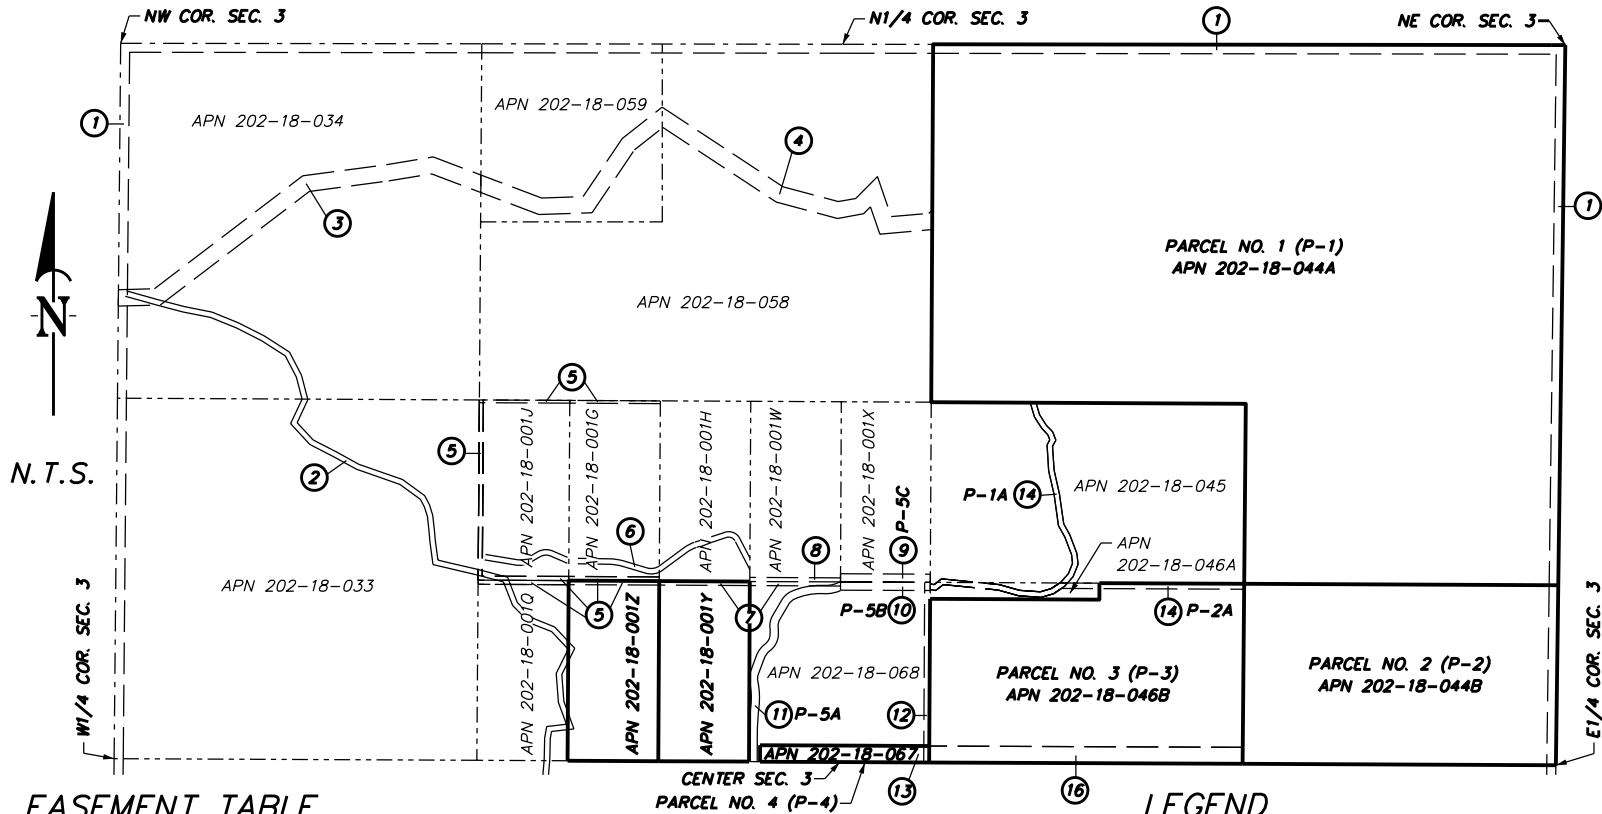 NW COR. SEC. 3
N1/4 COR. SEC. 3
1
NE COR. SEC. 3
1
APN 202-18-034
APN 202-18-059
4
3
1
PARCEL NO. 1 (P-1)
APN 202-18-044A
N
APN 202-18-058
5
N.T.S.
2
5
APN 202-18-001J
APN 202-18-001G
APN 202-18-001H
APN 202-18-001W
APN 202-18-001X
P-5C
P-1A 14
APN 202-18-045
6
8
9
APN
202-18-046A
APN 202-18-033
5
7
P-5B 10
14 P-2A
W1/4 COR. SEC. 3
APN 202-18-001Q
APN 202-18-001Z
APN 202-18-001Y
APN 202-18-068
PARCEL NO. 3 (P-3)
APN 202-18-046B
PARCEL NO. 2 (P-2)
APN 202-18-044B
E1/4 COR. SEC. 3
11 P-5A
12
APN 202-18-067
CENTER SEC. 3
PARCEL NO. 4 (P-4)
13
16
EASEMENT TABLE
LEGEND